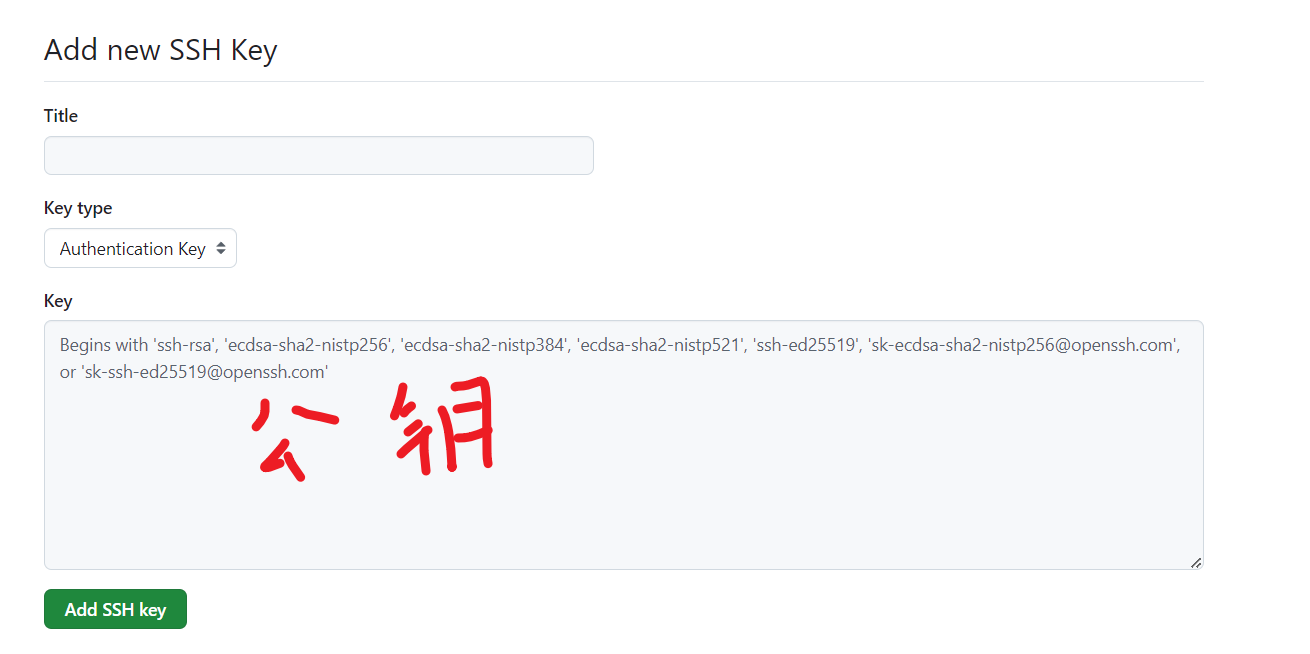 Add new SSH Key
Title
Key type
Authentication Key
Key
Begins with 'ssh-rsa', 'ecdsa-sha2-nistp256', 'ecdsa-sha2-nistp384', 'ecdsa-sha2-nistp521', 'ssh-ed25519', 'sk-ecdsa-sha2-nistp256@openssh.com',
or 'sk-ssh-ed25519@openssh.com'
公钥
Add SSH key